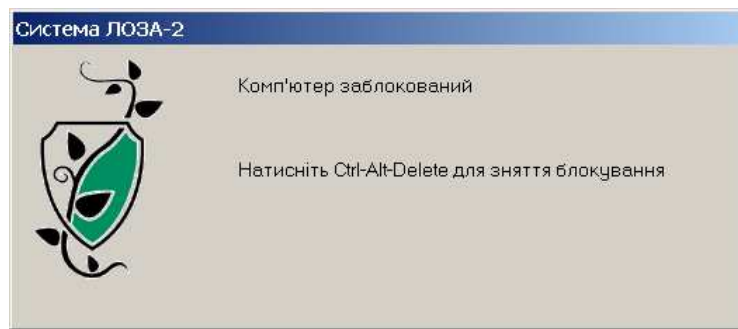 Система ЛОЗА-2
Комп'ютер заблокований
Натисніть Ctrl-Alt-Delete для зняття блокування